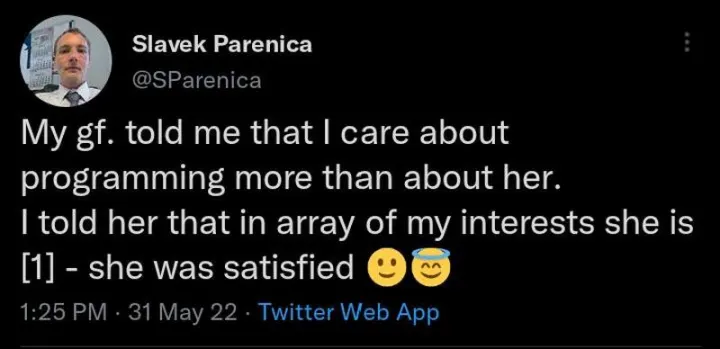 Slavek Parenica
@SParenica
My gf. told me that I care about
programming more than about her.
I told her that in array of my interests she is
[1] - she was satisfied 🙂😇
1:25 PM · 31 May 22 · Twitter Web App